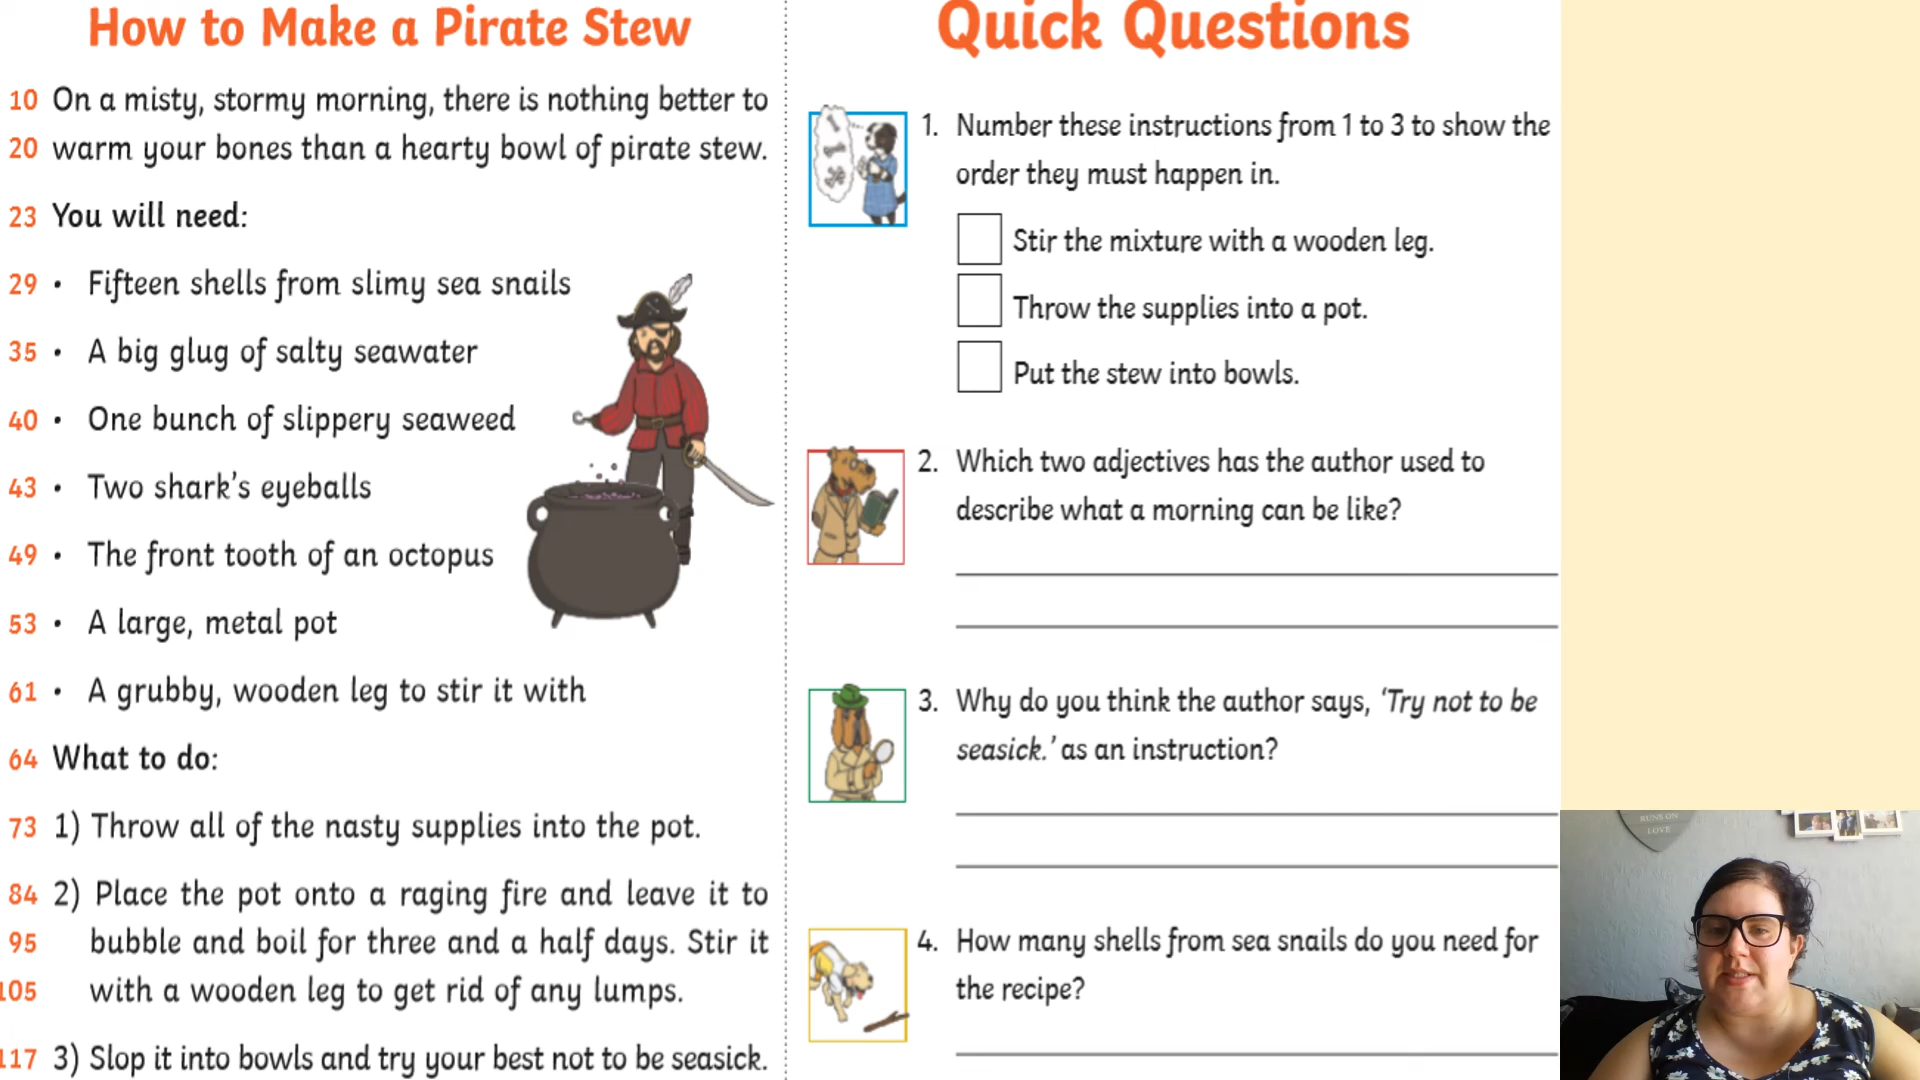 How to Make a Pirate Stew
10 On a misty, stormy morning, there is nothing better to
20 warm your bones than a hearty bowl of pirate stew.
23 You will need:
29 • Fifteen shells from slimy sea snails
35 • A big glug of salty seawater
40 • One bunch of slippery seaweed
43 • Two shark's eyeballs
49 • The front tooth of an octopus
53 • A large, metal pot
61 • A grubby, wooden leg to stir it with
64 What to do:
73 1) Throw all of the nasty supplies into the pot.
84 2) Place the pot onto a raging fire and leave it to
95 bubble and boil for three and a half days. Stir it
105 with a wooden leg to get rid of any lumps.
117 3) Slop it into bowls and try your best not to be seasick.
Quick Questions
1. Number these instructions from 1 to 3 to show the
order they must happen in.
Stir the mixture with a wooden leg.
Throw the supplies into a pot.
Put the stew into bowls.
2. Which two adjectives has the author used to
describe what a morning can be like?
3. Why do you think the author says, 'Try not to be
seasick.' as an instruction?
4. How many shells from sea snails do you need for
the recipe?
RUNS ON
LOVE